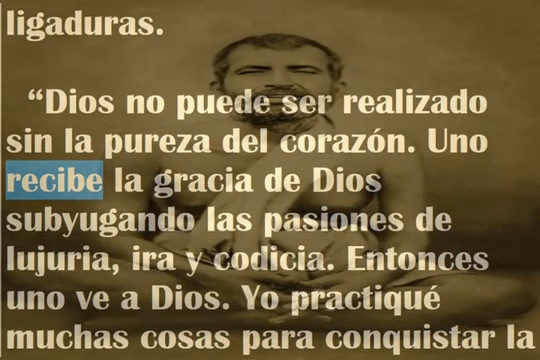 ligaduras.
“Dios no puede ser realizado
sin la pureza del corazón. Uno
recibe la gracia de Dios
subyugando las pasiones de
lujuria, ira y codicia. Entonces
uno ve a Dios. Yo practiqué
muchas cosas para conquistar la